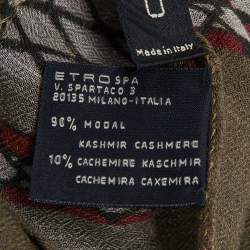 Made in Italy
ETRO SPA
V. SPARTACO 3
20135 MILANO-ITALIA
90% MODAL
KASHMIR CASHMERE
10% CACHEMIRE KASCHMIR
CACHEMIRA CAXEMIRA